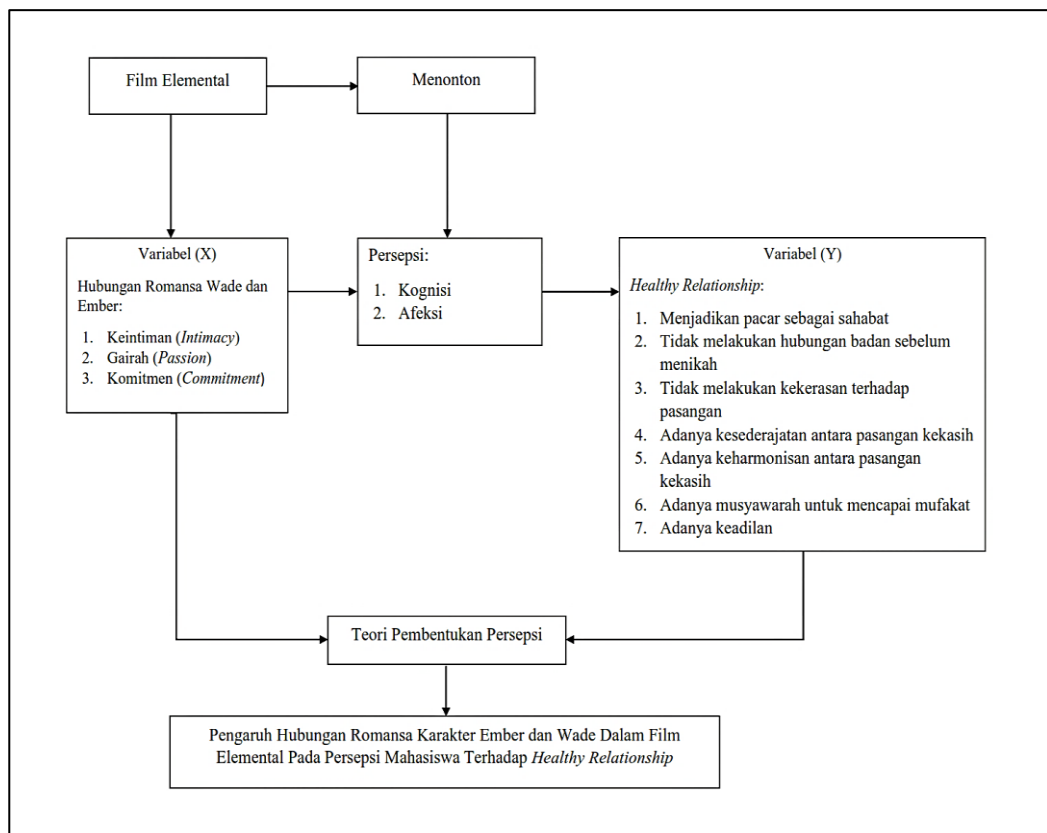 Film Elemental
Menonton
Variabel (X)
Hubungan Romansa Wade dan
Ember:
1. Keintiman (Intimacy)
2. Gairah (Passion)
3. Komitmen (Commitment)
Persepsi:
1. Kognisi
2. Afeksi
Variabel (Y)
Healthy Relationship:
1. Menjadikan pacar sebagai sahabat
2. Tidak melakukan hubungan badan sebelum
menikah
3. Tidak melakukan kekerasan terhadap
pasangan
4. Adanya kesederajatan antara pasangan kekasih
5. Adanya keharmonisan antara pasangan
kekasih
6. Adanya musyawarah untuk mencapai mufakat
7. Adanya keadilan
Teori Pembentukan Persepsi
Pengaruh Hubungan Romansa Karakter Ember dan Wade Dalam Film
Elemental Pada Persepsi Mahasiswa Terhadap Healthy Relationship